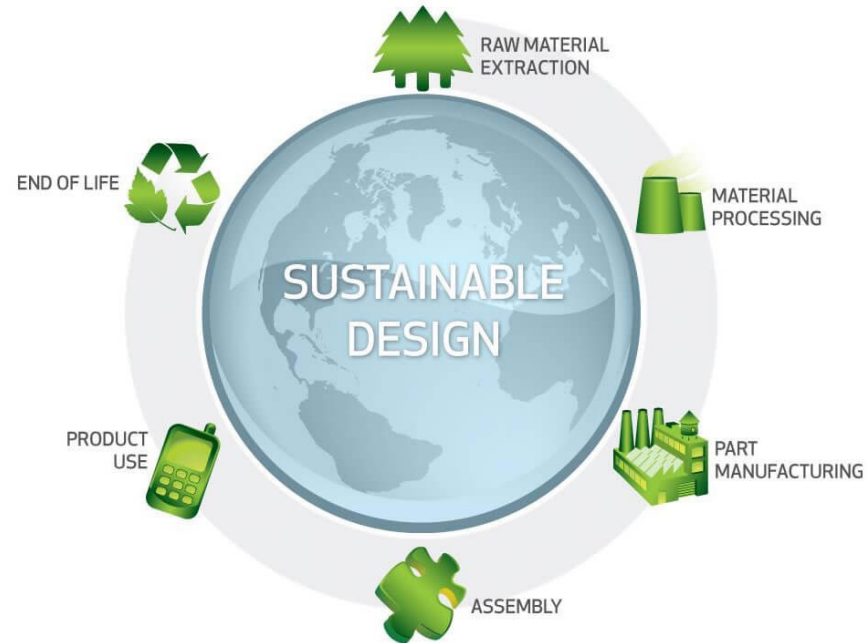 RAW MATERIAL
EXTRACTION
MATERIAL
PROCESSING
PART
MANUFACTURING
ASSEMBLY
PRODUCT
USE
END OF LIFE
SUSTAINABLE
DESIGN